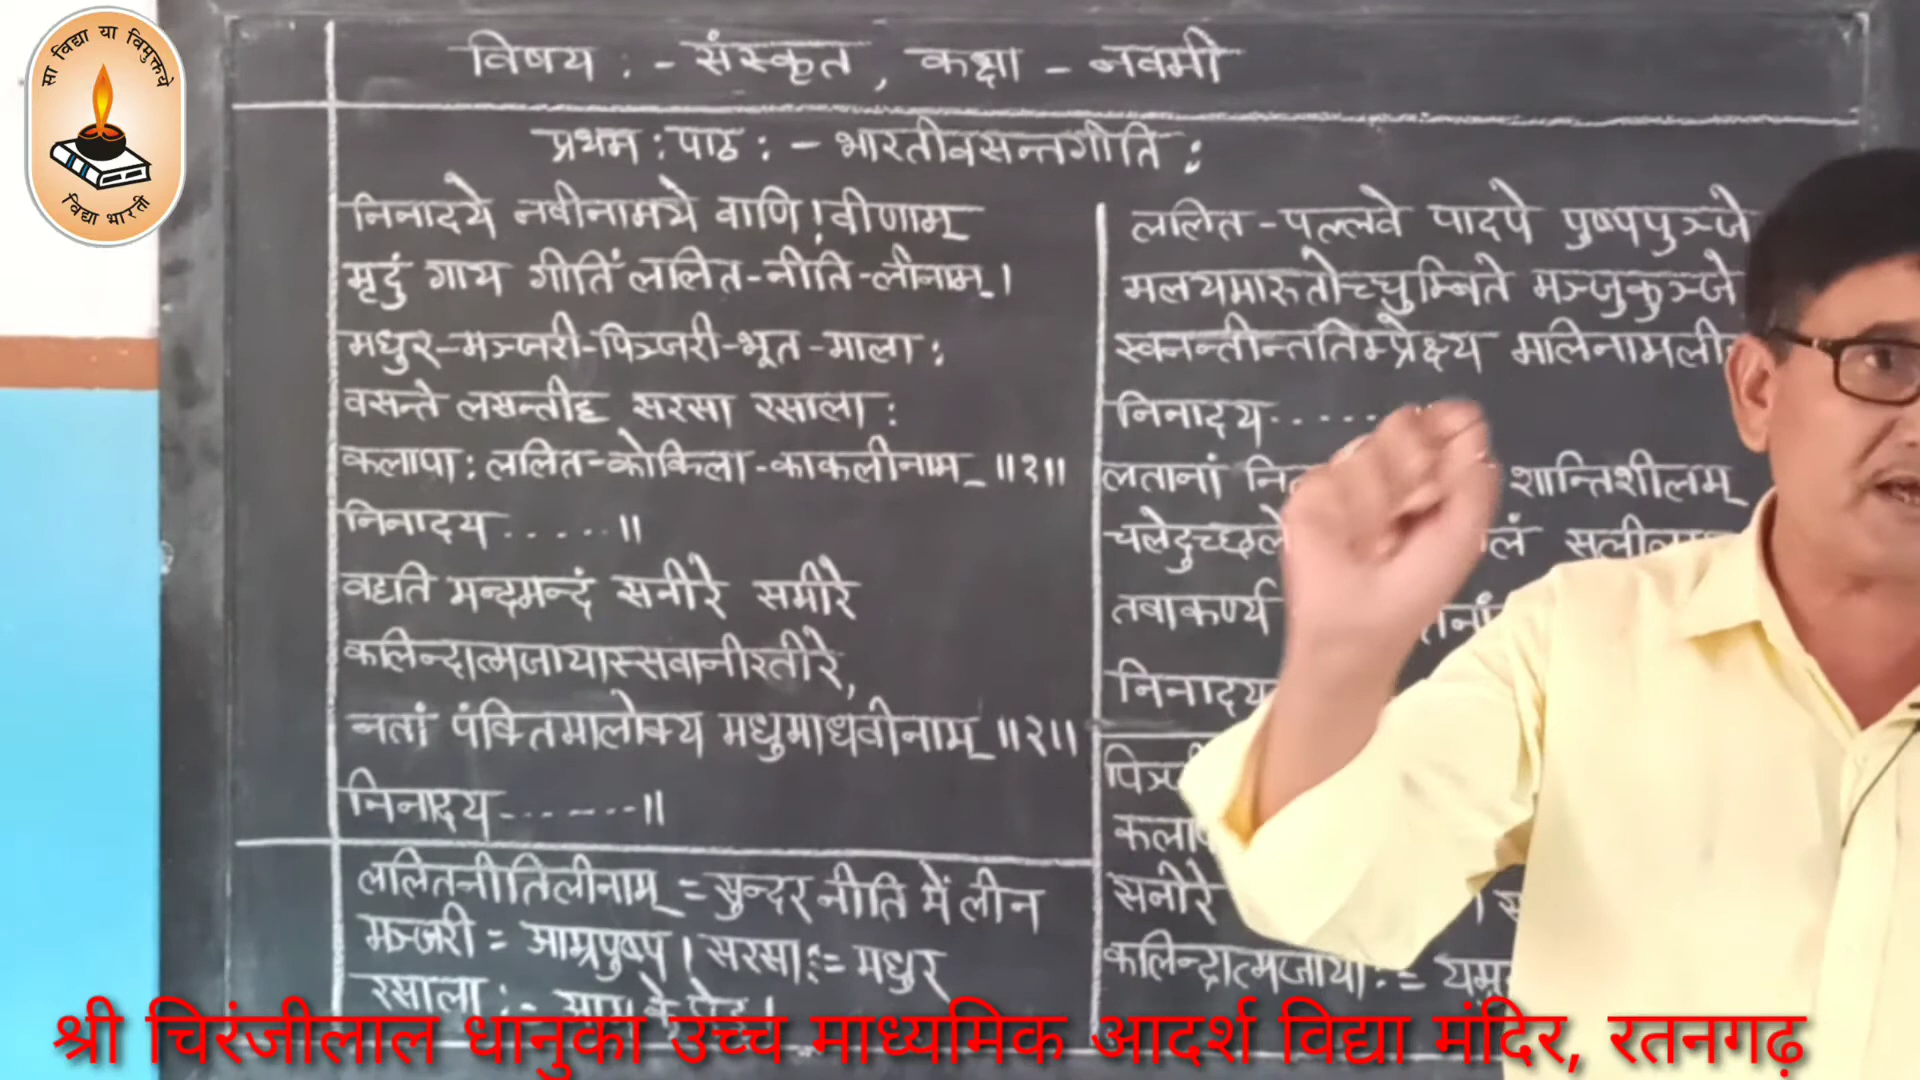 सा विद्या या विमुक्तये
विद्या भारती
विषय : - संस्कृत , कक्षा - नवमी
प्रथम : पाठ : - भारतीवसन्तगीति :
निनादये नवीनामये वाणि ! वीणाम्
मृदुं गाय गीतिं ललित-नीति-लीनाम् ।
मधुर-मञ्जरी-पिञ्जरी-भूत-माला :
वसन्ते लसन्तीह सरसा रसाला :
कलापा : ललित-कोकिला-काकलीनाम् ॥१॥
निनादय . . . . . . ॥
वहति मन्दमन्दं सनीरे समीरे
कलिन्दात्मजायास्सवानीरतीरे,
नतां पंक्तिमालोक्य मधुमाधवीनाम् ॥२॥
निनादय - - - - - - - ॥
ललितनीतिलीनाम् = सुन्दर नीति में लीन
मञ्जरी = आम्रपुष्प । सरसा : = मधुर
रसाला : - आम के पेड़ ।
ललित-पल्लवे पादपे पुष्पपुञ्जे
मलयमारुतोच्चुम्बिते मञ्जुकुञ्जे
स्वनन्तीन्ततिम्प्रेक्ष्य मलिनामली
निनादय - - - - -
लतानां शान्तिशीलम्
चलेदुच्छले लं सलील
तवाकर्ण्य
निनादय
सनीरे
कलिन्दात्मजाया : =
श्री चिरंजीलाल धानुका उच्च माध्यमिक आदर्श विद्या मंदिर, रतनगढ़